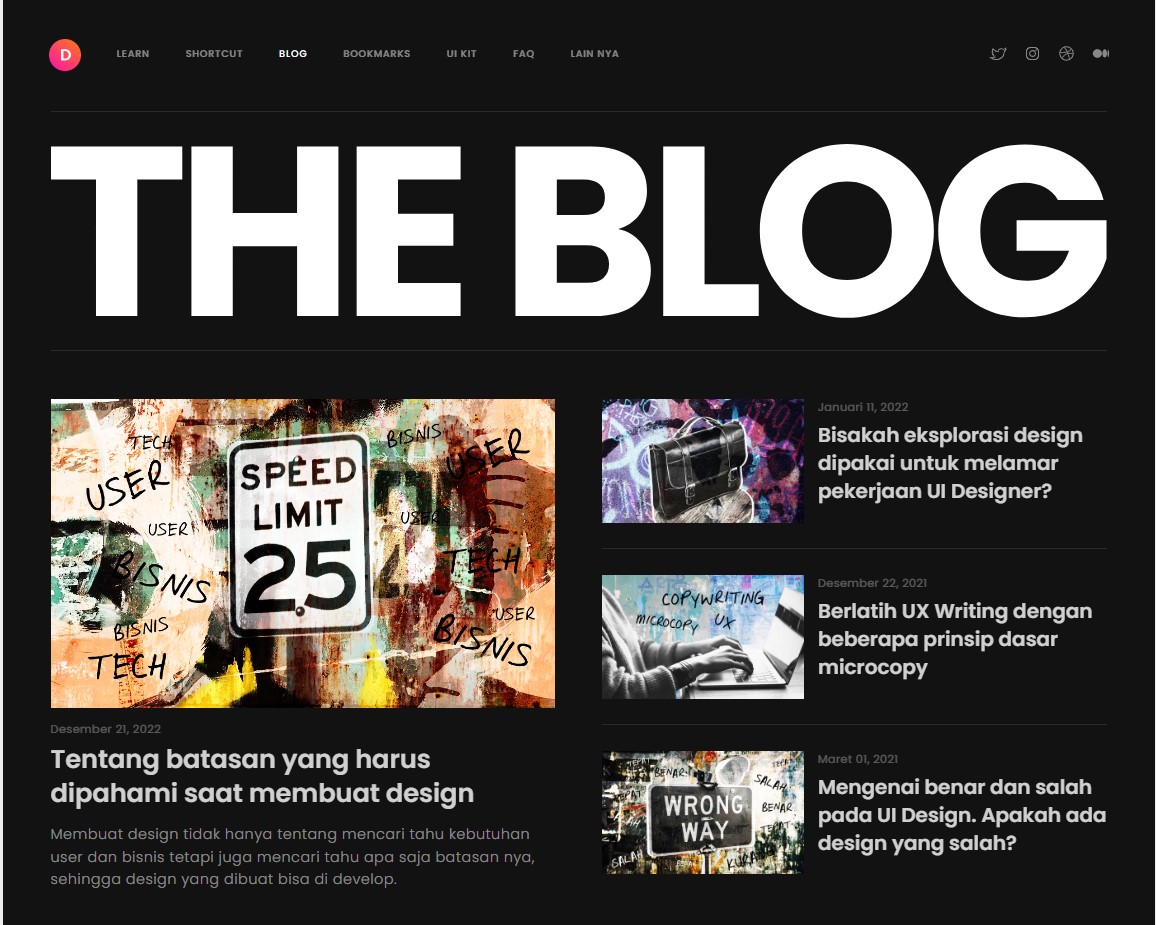 D
LEARN
SHORTCUT
BLOG
BOOKMARKS
UI KIT
FAQ
LAIN NYA
THE BLOG
TECH
USER
USER
BISNIS
BISNIS
TECH
SPEED
LIMIT
25
BISNIS
USER
USER
TECH
USER
BISNIS
Desember 21, 2022
Tentang batasan yang harus
dipahami saat membuat design
Membuat design tidak hanya tentang mencari tahu kebutuhan
user dan bisnis tetapi juga mencari tahu apa saja batasan nya,
sehingga design yang dibuat bisa di develop.
Januari 11, 2022
Bisakah eksplorasi design
dipakai untuk melamar
pekerjaan UI Designer?
COPYWRITING
MICROCOPY UX
Desember 22, 2021
Berlatih UX Writing dengan
beberapa prinsip dasar
microcopy
BENAR
SALAH
WRONG
WAY
BENAR
SALAH
Maret 01, 2021
Mengenai benar dan salah
pada UI Design. Apakah ada
design yang salah?